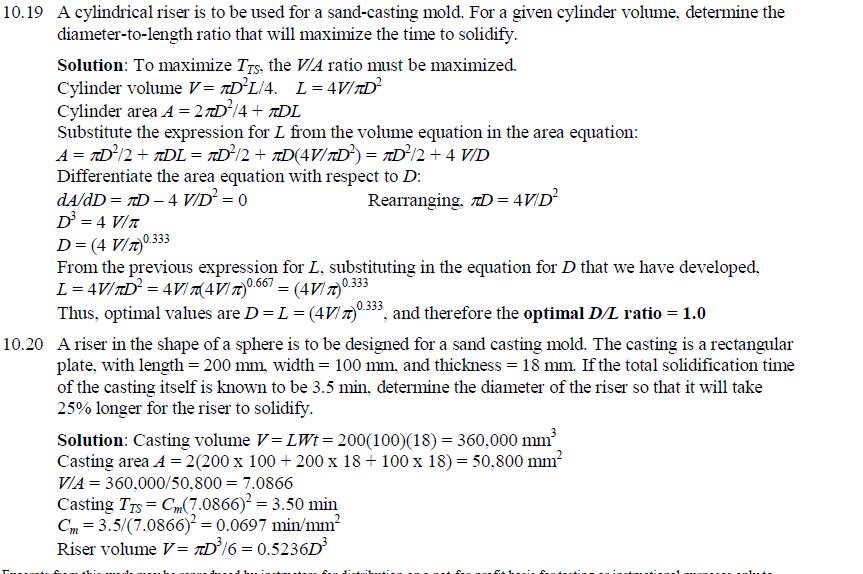 10.19 A cylindrical riser is to be used for a sand-casting mold. For a given cylinder volume, determine the
diameter-to-length ratio that will maximize the time to solidify.
Solution: To maximize TTS, the V/A ratio must be maximized.
Cylinder volume V = πD²L/4. L = 4V/πD²
Cylinder area A = 2πD²/4 + πDL
Substitute the expression for L from the volume equation in the area equation:
A = πD²/2 + πDL = πD²/2 + πD(4V/πD²) = πD²/2 + 4 V/D
Differentiate the area equation with respect to D:
dA/dD = πD – 4 V/D² = 0 Rearranging, πD = 4V/D²
D³ = 4 V/π
D = (4 V/π)^0.333
From the previous expression for L, substituting in the equation for D that we have developed,
L = 4V/πD² = 4V/π(4V/π)^0.667 = (4V/π)^0.333
Thus, optimal values are D = L = (4V/π)^0.333, and therefore the optimal D/L ratio = 1.0
10.20 A riser in the shape of a sphere is to be designed for a sand casting mold. The casting is a rectangular
plate, with length = 200 mm, width = 100 mm, and thickness = 18 mm. If the total solidification time
of the casting itself is known to be 3.5 min, determine the diameter of the riser so that it will take
25% longer for the riser to solidify.
Solution: Casting volume V = LWt = 200(100)(18) = 360,000 mm³
Casting area A = 2(200 x 100 + 200 x 18 + 100 x 18) = 50,800 mm²
V/A = 360,000/50,800 = 7.0866
Casting TTS = Cm(7.0866)² = 3.50 min
Cm = 3.5/(7.0866)² = 0.0697 min/mm²
Riser volume V = πD³/6 = 0.5236D³